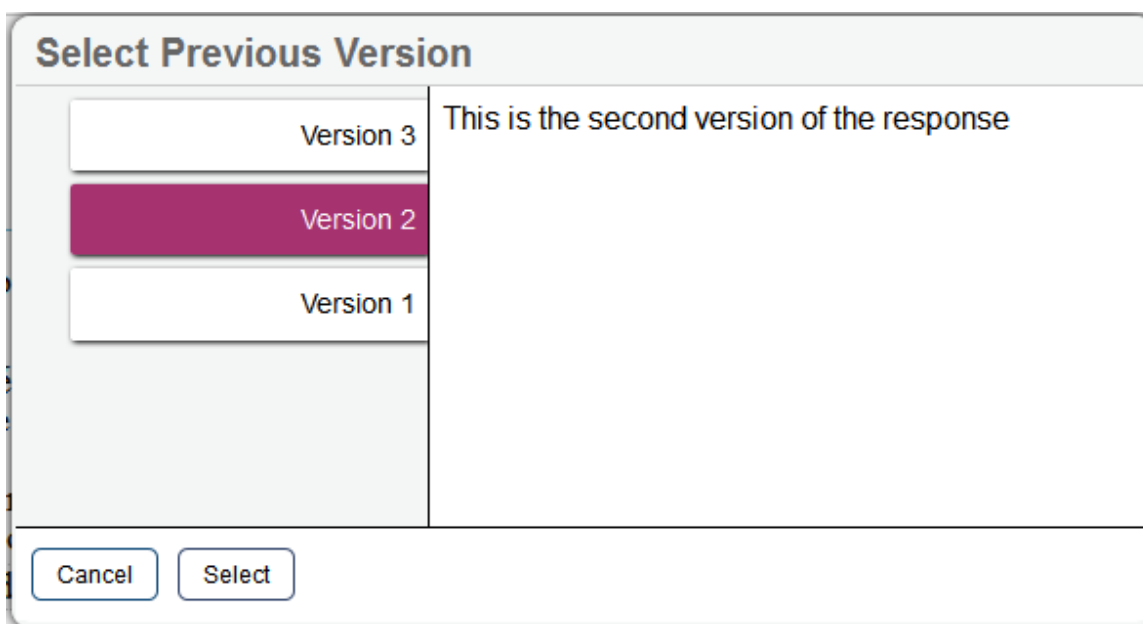 Select Previous Version
Version 3
Version 2
Version 1
This is the second version of the response
Cancel
Select